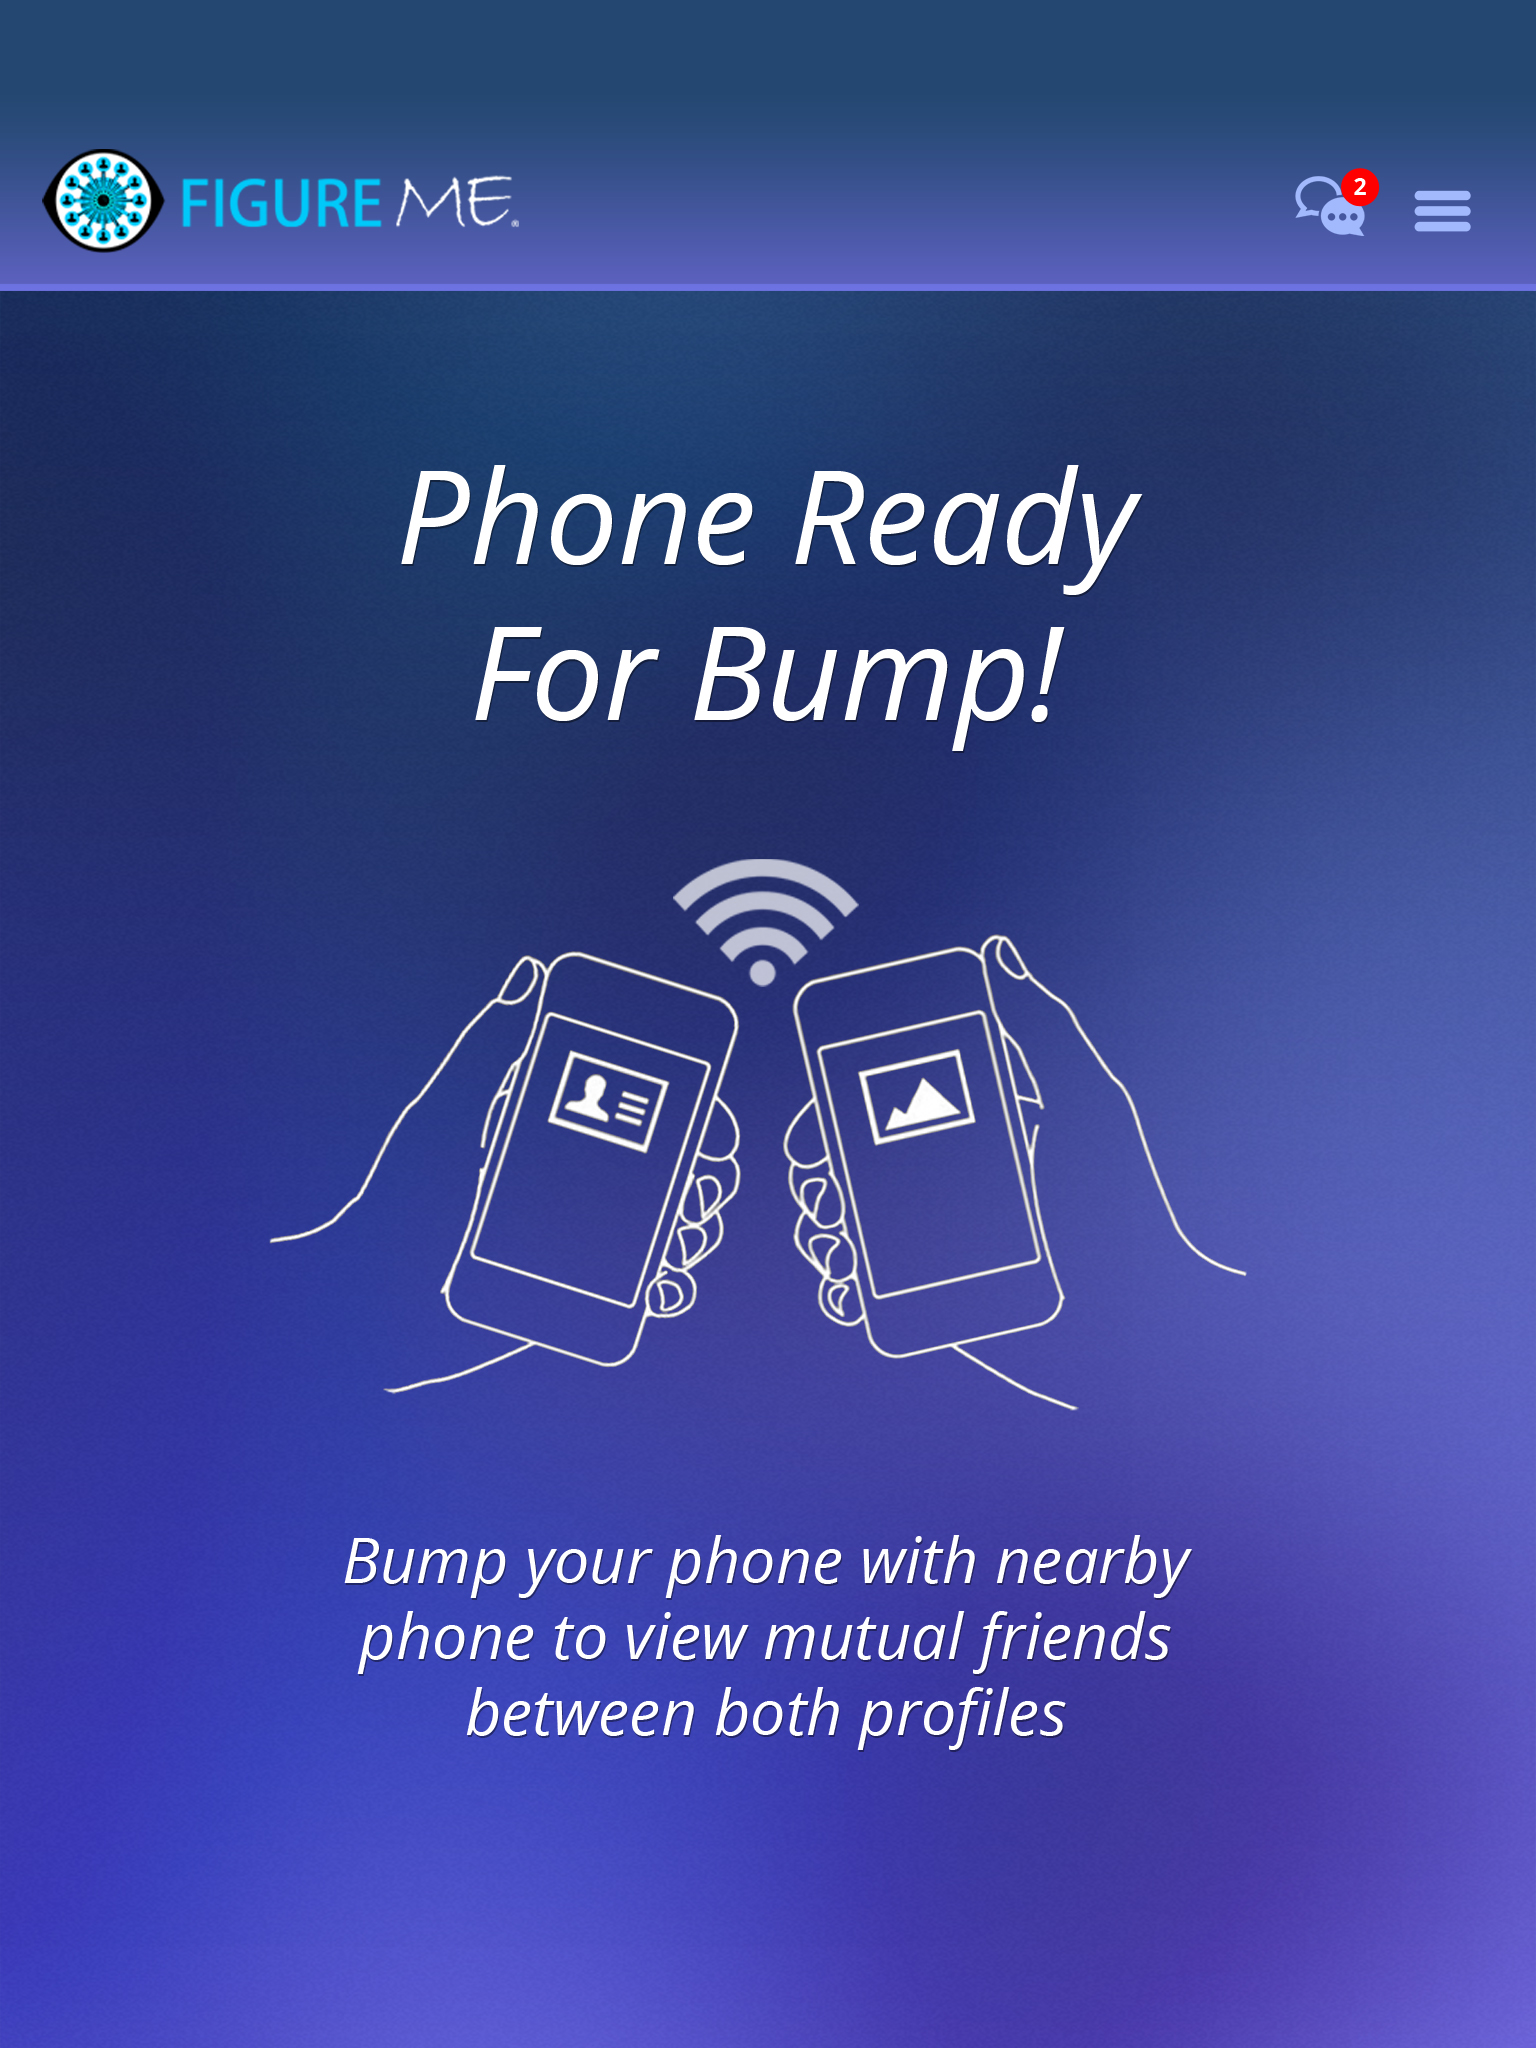 FIGURE ME®
2
Phone Ready
For Bump!
Bump your phone with nearby
phone to view mutual friends
between both profiles